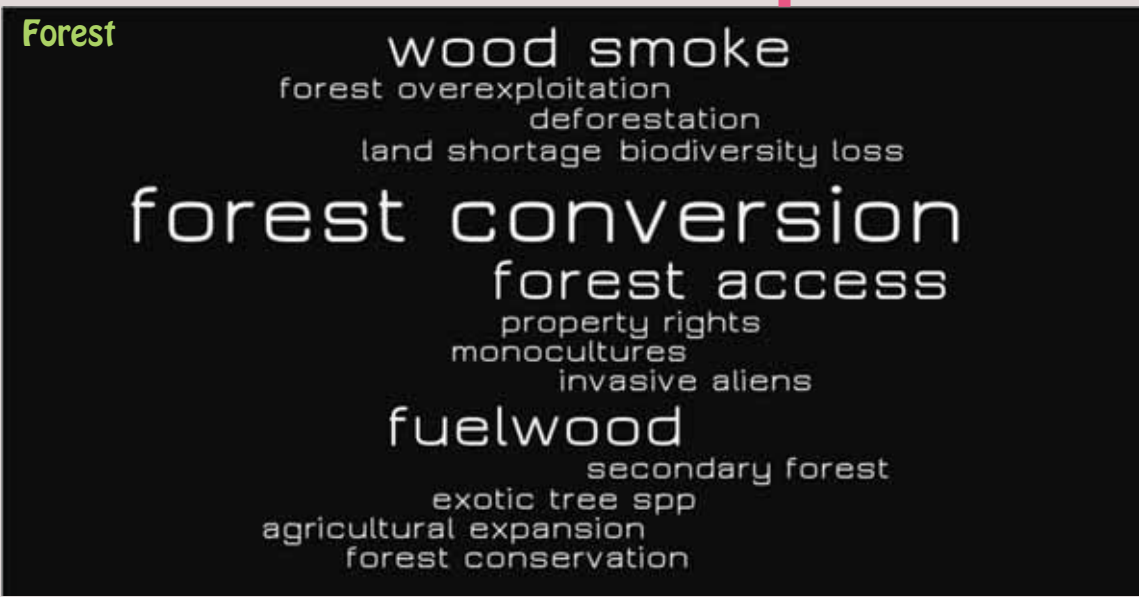 Forest
wood smoke
forest overexploitation
deforestation
land shortage biodiversity loss
forest conversion
forest access
property rights
monocultures
invasive aliens
fuelwood
secondary forest
exotic tree spp
agricultural expansion
forest conservation